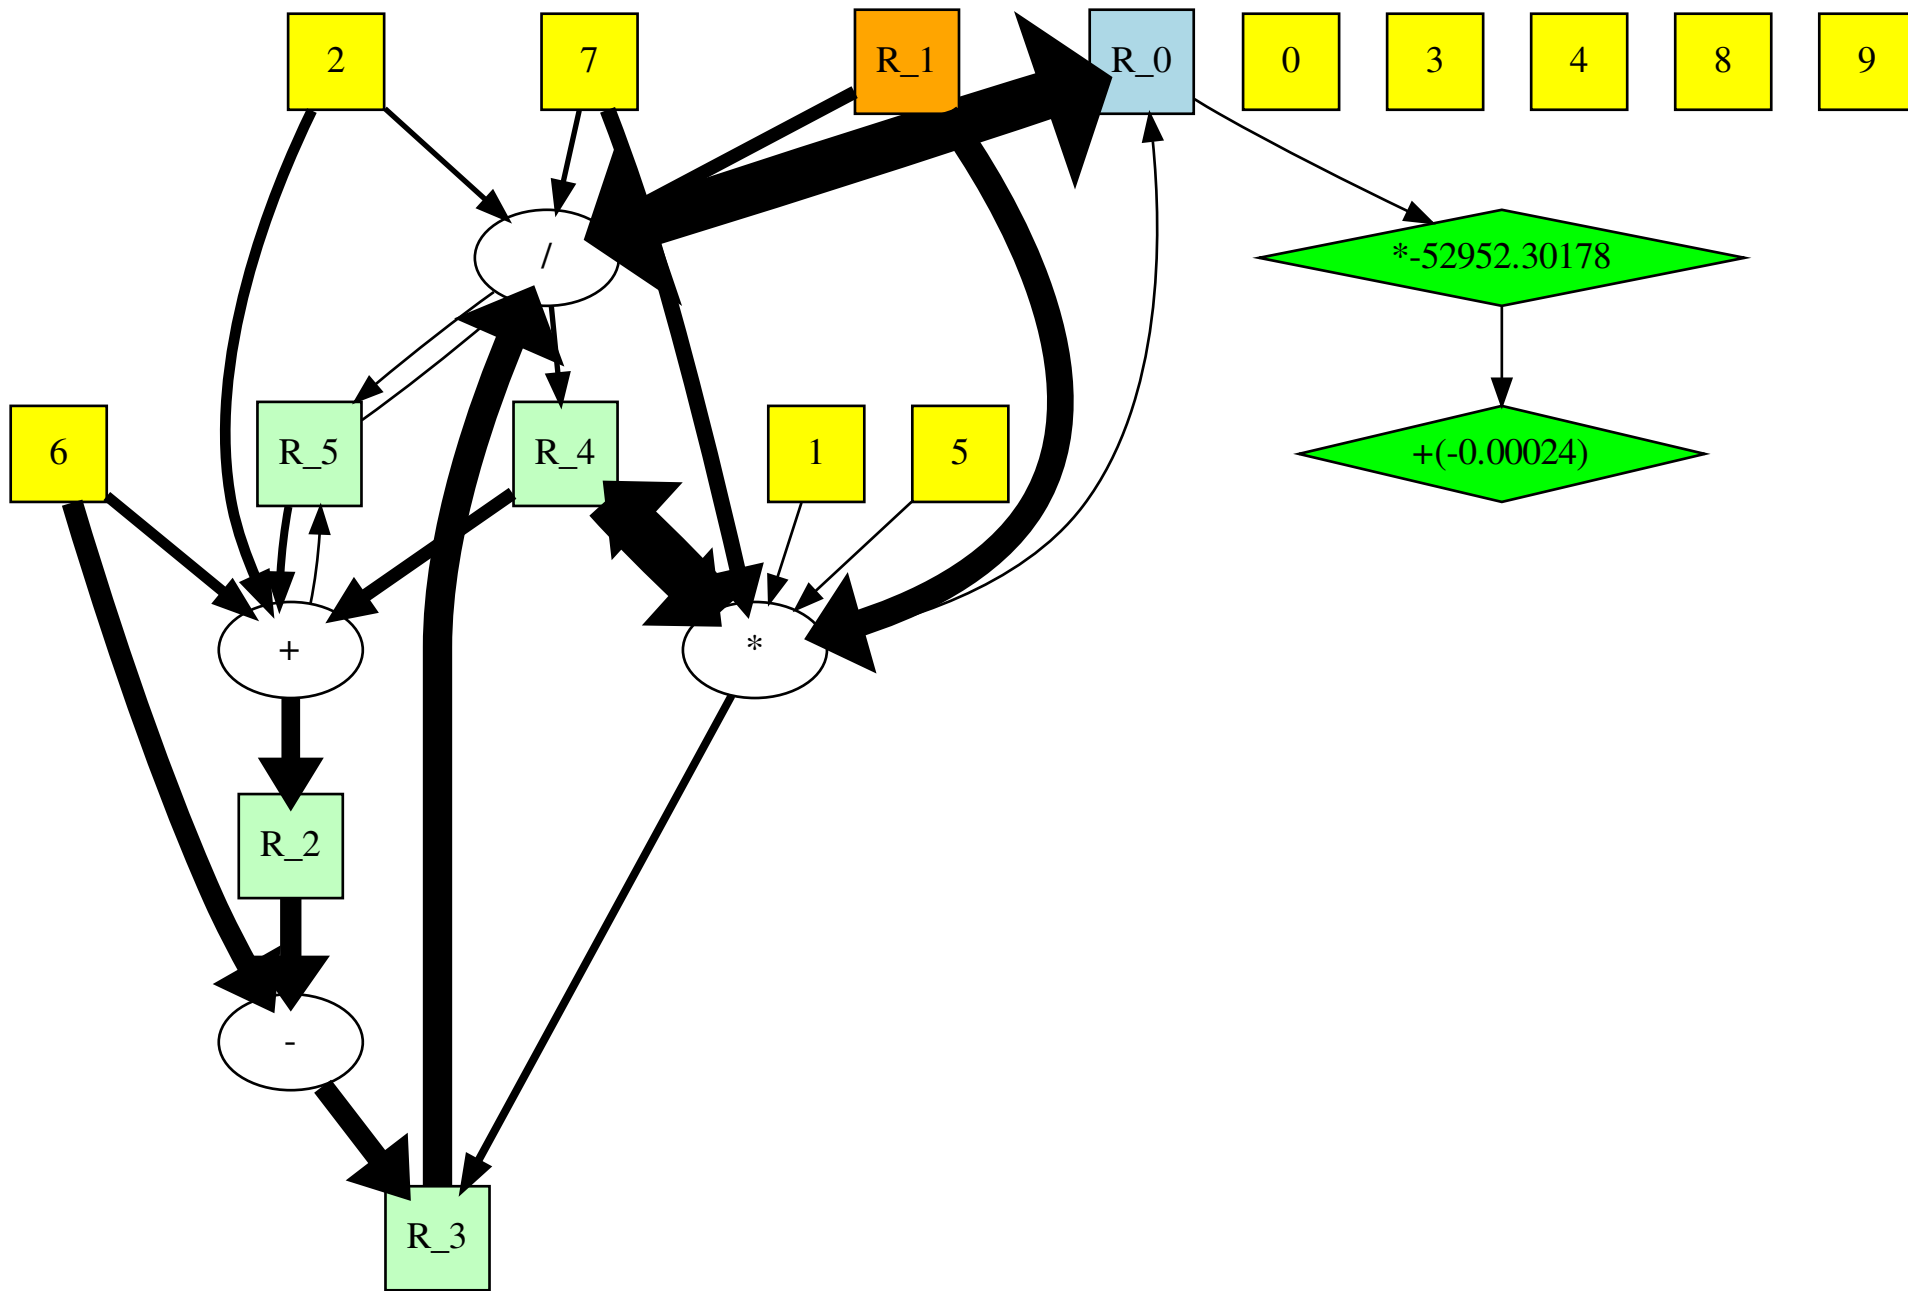 2
7
R_1
R_0
0
3
4
8
9
/
*-52952.30178
6
R_5
R_4
1
5
+(-0.00024)
+
*
R_2
-
R_3